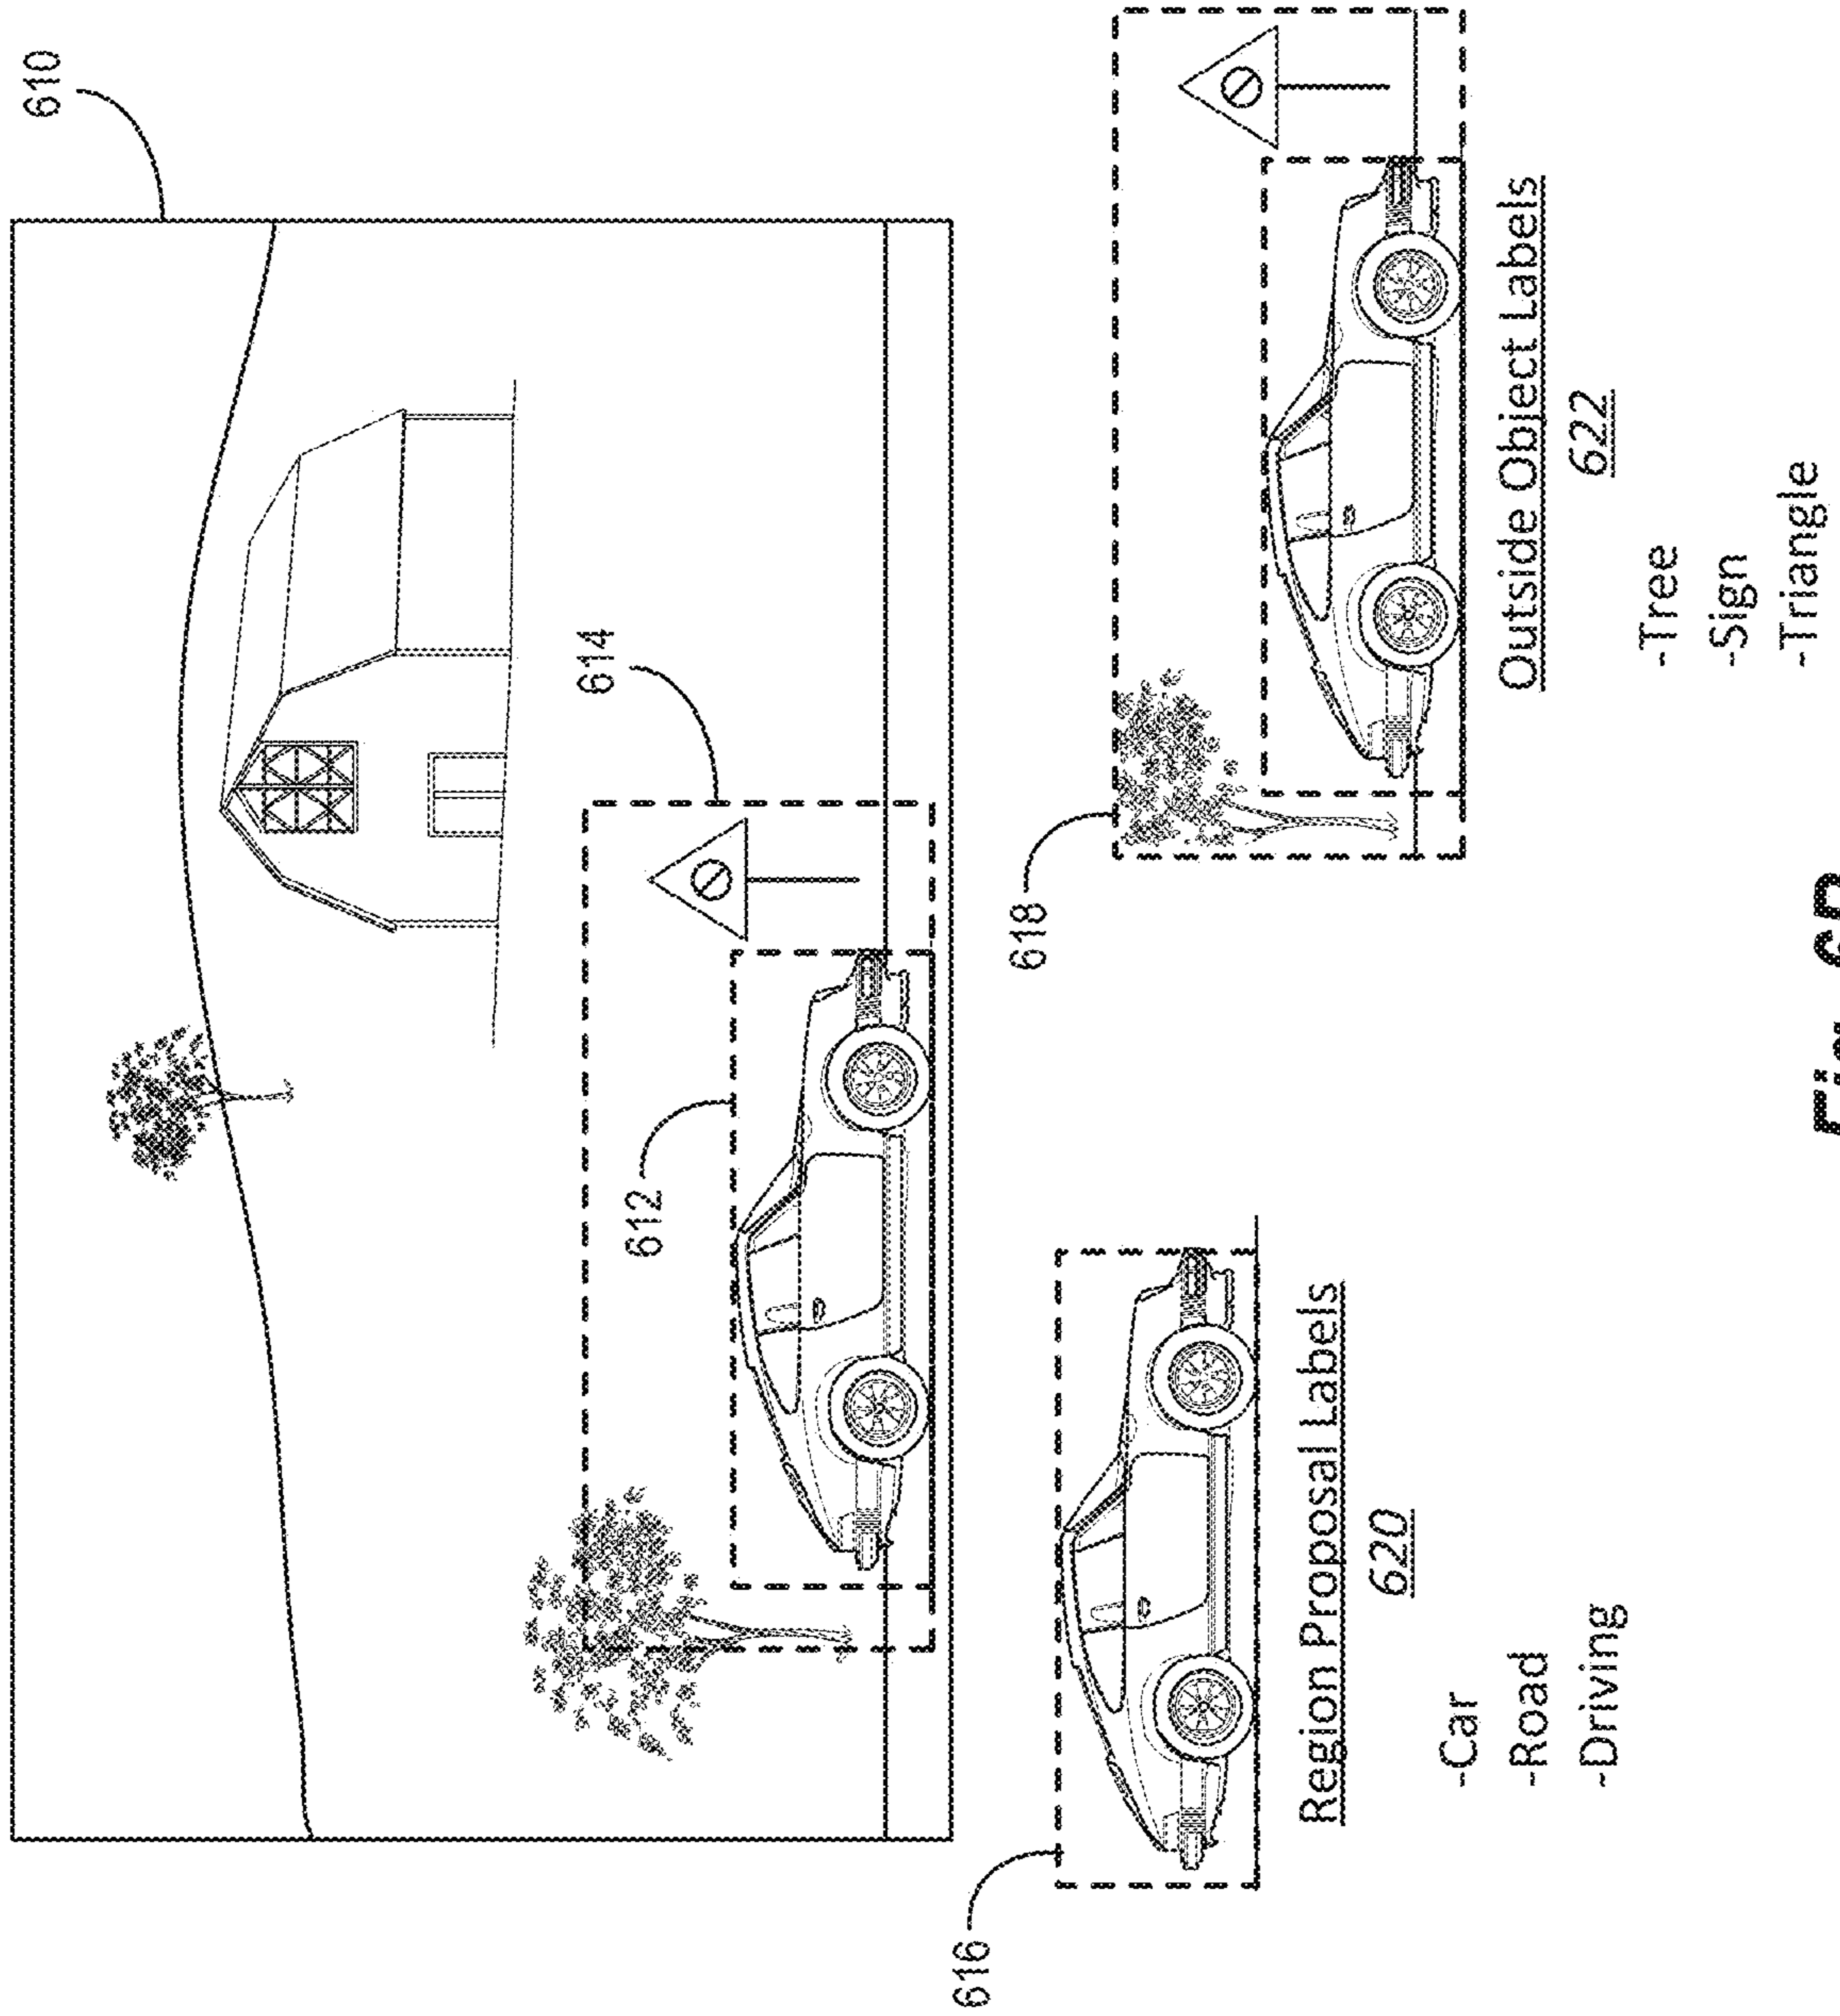 610
614
612
616
618
Region Proposal Labels
620
-Car
-Road
-Driving
Outside Object Labels
622
-Tree
-Sign
-Triangle